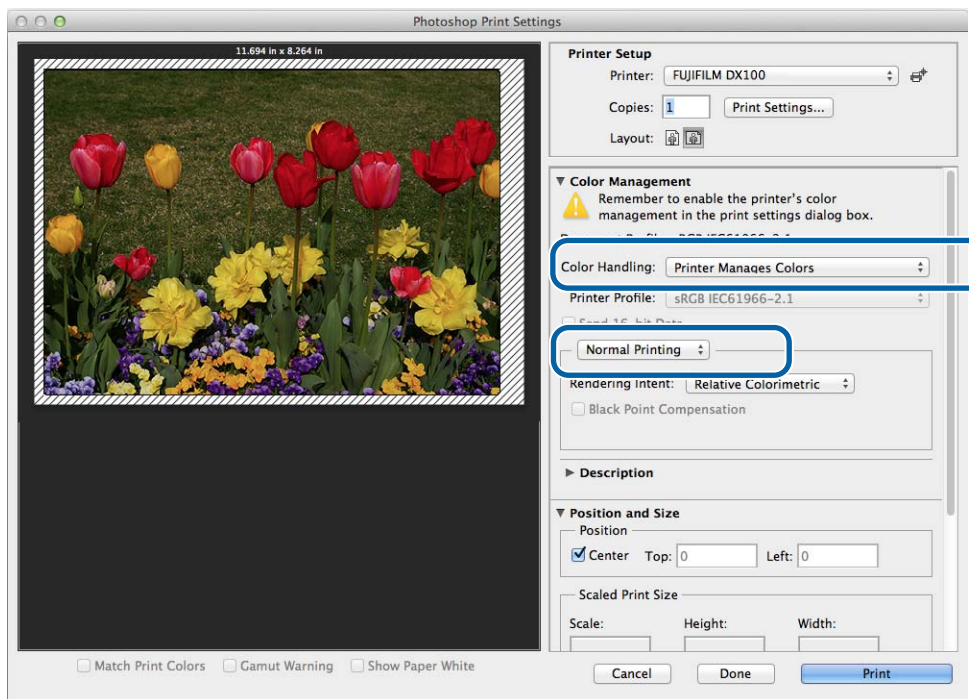 Photoshop Print Settings
11.694 in x 8.264 in
Printer Setup
Printer: FUJIFILM DX100
Copies: 1 Print Settings...
Layout:
Color Management
Remember to enable the printer's color
management in the print settings dialog box.
Color Handling: Printer Manages Colors
Printer Profile: sRGB IEC61966-2.1
Send 16-bit Data
Normal Printing
Rendering Intent: Relative Colorimetric
Black Point Compensation
Description
Position and Size
Position
Center Top: 0 Left: 0
Scaled Print Size
Scale: Height: Width:
Match Print Colors Gamut Warning Show Paper White
Cancel Done Print